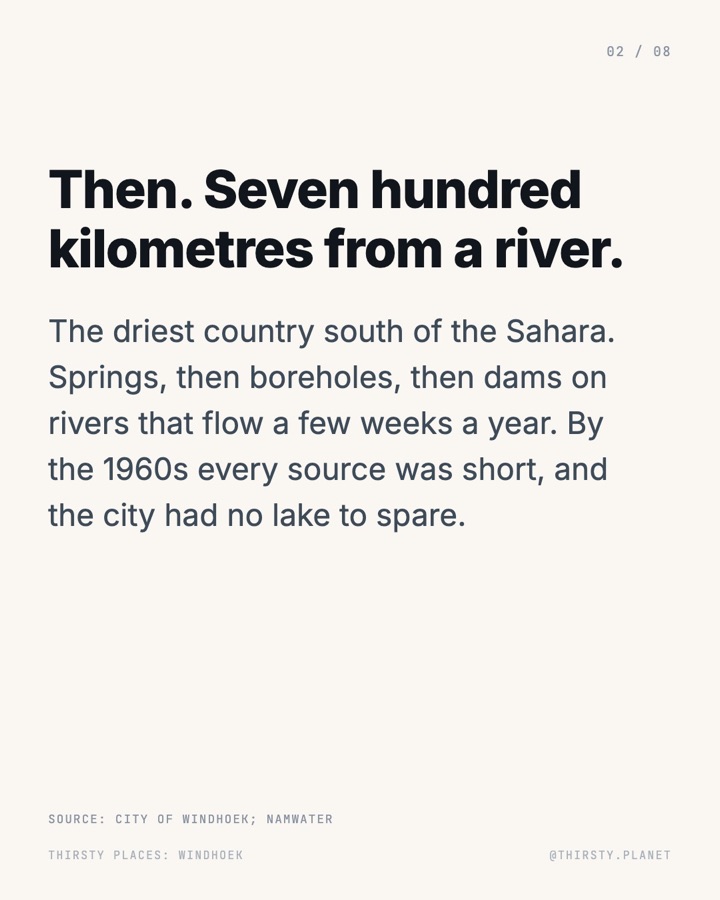 02 / 08
Then. Seven hundred
kilometres from a river.
The driest country south of the Sahara.
Springs, then boreholes, then dams on
rivers that flow a few weeks a year. By
the 1960s every source was short, and
the city had no lake to spare.
SOURCE: CITY OF WINDHOEK; NAMWATER
THIRSTY PLACES: WINDHOEK
@THIRSTY.PLANET